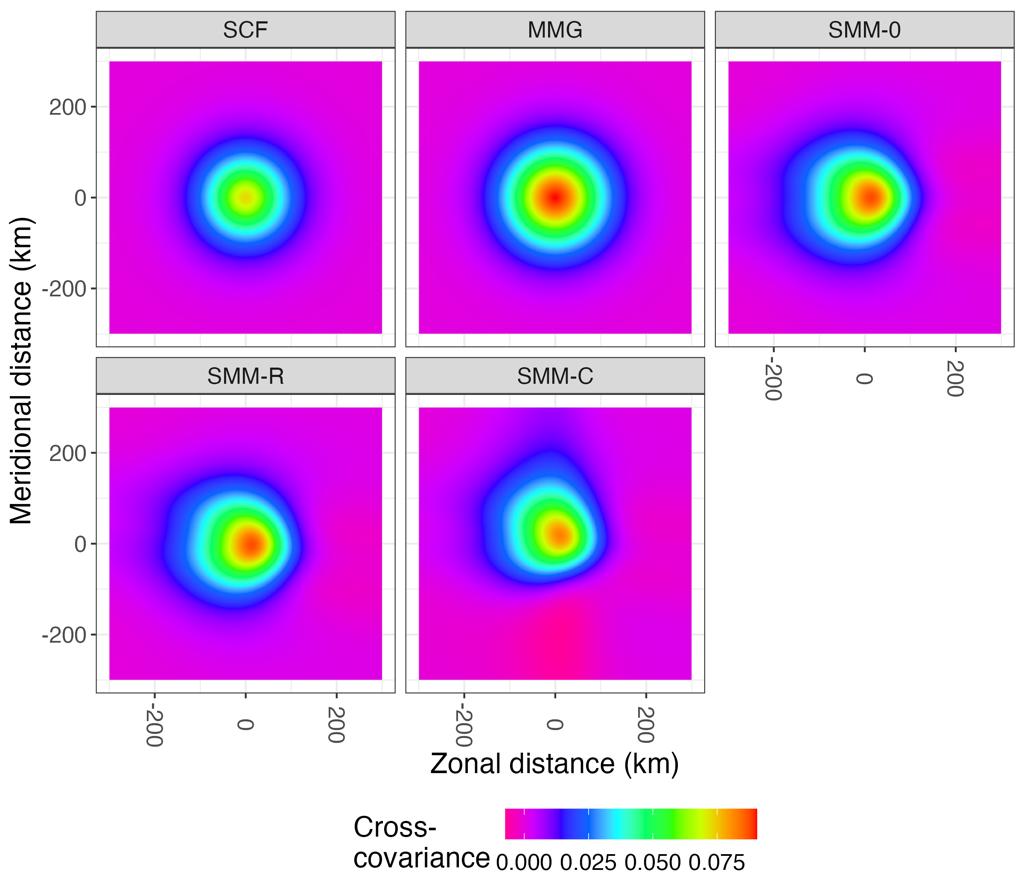 SCF MMG SMM-0
200
0
-200
-200 0 200
SMM-R SMM-C
200
0
-200
-200 0 200 -200 0 200
Meridional distance (km)
Zonal distance (km)
Cross-
covariance
0.000 0.025 0.050 0.075